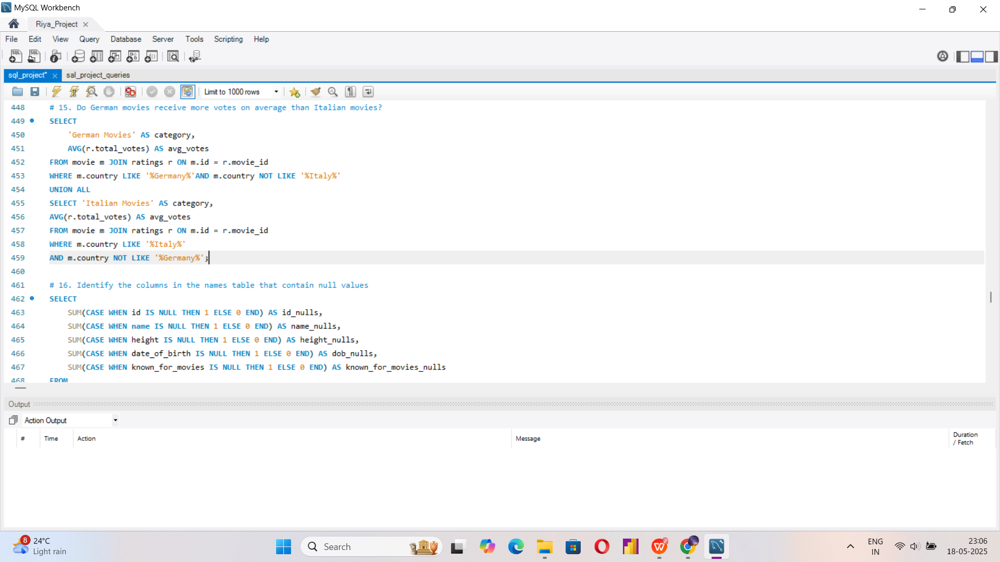 MySQL Workbench
Riya_Project
File Edit View Query Database Server Tools Scripting Help
sql_project* sal_project_queries
Limit to 1000 rows
448 # 15. Do German movies receive more votes on average than Italian movies?
449 SELECT
450 'German Movies' AS category,
451 AVG(r.total_votes) AS avg_votes
452 FROM movie m JOIN ratings r ON m.id = r.movie_id
453 WHERE m.country LIKE '%Germany%'AND m.country NOT LIKE '%Italy%'
454 UNION ALL
455 SELECT 'Italian Movies' AS category,
456 AVG(r.total_votes) AS avg_votes
457 FROM movie m JOIN ratings r ON m.id = r.movie_id
458 WHERE m.country LIKE '%Italy%'
459 AND m.country NOT LIKE '%Germany%';
460
461 # 16. Identify the columns in the names table that contain null values
462 SELECT
463 SUM(CASE WHEN id IS NULL THEN 1 ELSE 0 END) AS id_nulls,
464 SUM(CASE WHEN name IS NULL THEN 1 ELSE 0 END) AS name_nulls,
465 SUM(CASE WHEN height IS NULL THEN 1 ELSE 0 END) AS height_nulls,
466 SUM(CASE WHEN date_of_birth IS NULL THEN 1 ELSE 0 END) AS dob_nulls,
467 SUM(CASE WHEN known_for_movies IS NULL THEN 1 ELSE 0 END) AS known_for_movies_nulls
468 FROM
Output
Action Output
# Time Action Message Duration / Fetch
8 24°C
Light rain
Search
ENG
IN
23:06
18-05-2025